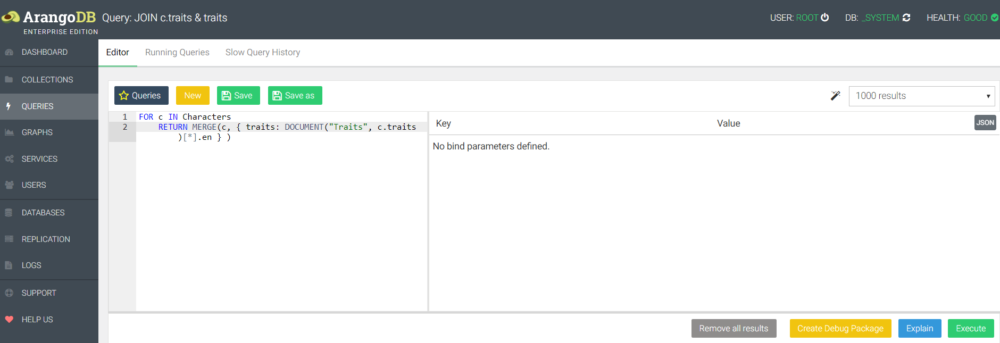 ArangoDB Query: JOIN c.traits & traits USER: ROOT DB: _SYSTEM HEALTH: GOOD
ENTERPRISE EDITION
DASHBOARD
COLLECTIONS
QUERIES
GRAPHS
SERVICES
USERS
DATABASES
REPLICATION
LOGS
SUPPORT
HELP US
Editor Running Queries Slow Query History
Queries New Save Save as 1000 results
1 FOR c IN Characters
2 RETURN MERGE(c, { traits: DOCUMENT("Traits", c.traits
)[*].en } )
Key Value JSON
No bind parameters defined.
Remove all results Create Debug Package Explain Execute